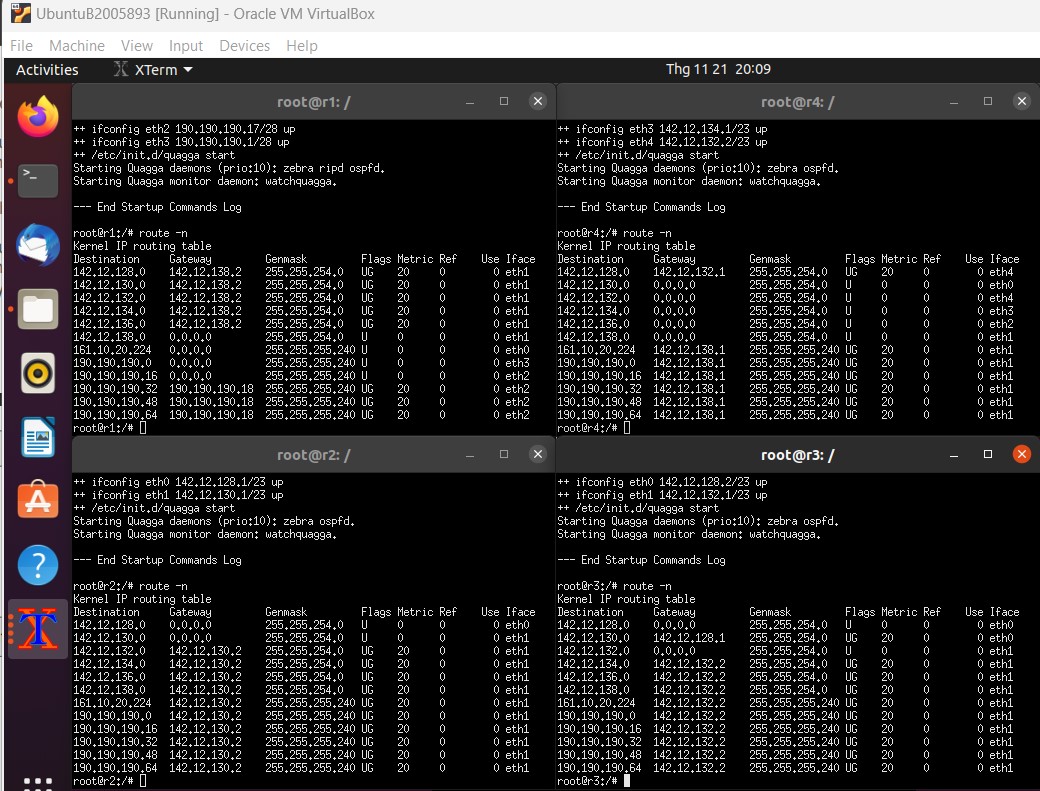 UbuntuB2005893 [Running] - Oracle VM VirtualBox
File Machine View Input Devices Help
Activities XTerm Thg 11 21 20:09
root@r1: /
++ ifconfig eth2 190.190.190.17/28 up
++ ifconfig eth3 190.190.190.1/28 up
++ /etc/init.d/quagga start
Starting Quagga daemons (prio:10): zebra ripd ospfd.
Starting Quagga monitor daemon: watchquagga.
--- End Startup Commands Log
root@r1:/# route -n
Kernel IP routing table
Destination Gateway Genmask Flags Metric Ref Use Iface
142.12.128.0 142.12.138.2 255.255.254.0 UG 20 0 0 eth1
142.12.130.0 142.12.138.2 255.255.254.0 UG 20 0 0 eth1
142.12.132.0 142.12.138.2 255.255.254.0 UG 20 0 0 eth1
142.12.134.0 142.12.138.2 255.255.254.0 UG 20 0 0 eth1
142.12.136.0 142.12.138.2 255.255.254.0 UG 20 0 0 eth1
142.12.138.0 0.0.0.0 255.255.254.0 U 0 0 0 eth1
161.10.20.224 0.0.0.0 255.255.255.240 U 0 0 0 eth0
190.190.190.0 0.0.0.0 255.255.255.240 U 0 0 0 eth3
190.190.190.16 0.0.0.0 255.255.255.240 U 0 0 0 eth2
190.190.190.32 190.190.190.18 255.255.255.240 UG 20 0 0 eth2
190.190.190.48 190.190.190.18 255.255.255.240 UG 20 0 0 eth2
190.190.190.64 190.190.190.18 255.255.255.240 UG 20 0 0 eth2
root@r1:/#
root@r4: /
++ ifconfig eth3 142.12.134.1/23 up
++ ifconfig eth4 142.12.132.2/23 up
++ /etc/init.d/quagga start
Starting Quagga daemons (prio:10): zebra ospfd.
Starting Quagga monitor daemon: watchquagga.
--- End Startup Commands Log
root@r4:/# route -n
Kernel IP routing table
Destination Gateway Genmask Flags Metric Ref Use Iface
142.12.128.0 142.12.132.1 255.255.254.0 UG 20 0 0 eth4
142.12.130.0 0.0.0.0 255.255.254.0 U 0 0 0 eth0
142.12.132.0 0.0.0.0 255.255.254.0 U 0 0 0 eth4
142.12.134.0 0.0.0.0 255.255.254.0 U 0 0 0 eth3
142.12.136.0 0.0.0.0 255.255.254.0 U 0 0 0 eth2
142.12.138.0 0.0.0.0 255.255.254.0 U 0 0 0 eth1
161.10.20.224 142.12.138.1 255.255.255.240 UG 20 0 0 eth1
190.190.190.0 142.12.138.1 255.255.255.240 UG 20 0 0 eth1
190.190.190.16 142.12.138.1 255.255.255.240 UG 20 0 0 eth1
190.190.190.32 142.12.138.1 255.255.255.240 UG 20 0 0 eth1
190.190.190.48 142.12.138.1 255.255.255.240 UG 20 0 0 eth1
190.190.190.64 142.12.138.1 255.255.255.240 UG 20 0 0 eth1
root@r4:/#
root@r2: /
++ ifconfig eth0 142.12.128.1/23 up
++ ifconfig eth1 142.12.130.1/23 up
++ /etc/init.d/quagga start
Starting Quagga daemons (prio:10): zebra ospfd.
Starting Quagga monitor daemon: watchquagga.
--- End Startup Commands Log
root@r2:/# route -n
Kernel IP routing table
Destination Gateway Genmask Flags Metric Ref Use Iface
142.12.128.0 0.0.0.0 255.255.254.0 U 0 0 0 eth0
142.12.130.0 0.0.0.0 255.255.254.0 U 0 0 0 eth1
142.12.132.0 142.12.130.2 255.255.254.0 UG 20 0 0 eth1
142.12.134.0 142.12.130.2 255.255.254.0 UG 20 0 0 eth1
142.12.136.0 142.12.130.2 255.255.254.0 UG 20 0 0 eth1
142.12.138.0 142.12.130.2 255.255.254.0 UG 20 0 0 eth1
161.10.20.224 142.12.130.2 255.255.255.240 UG 20 0 0 eth1
190.190.190.0 142.12.130.2 255.255.255.240 UG 20 0 0 eth1
190.190.190.16 142.12.130.2 255.255.255.240 UG 20 0 0 eth1
190.190.190.32 142.12.130.2 255.255.255.240 UG 20 0 0 eth1
190.190.190.48 142.12.130.2 255.255.255.240 UG 20 0 0 eth1
190.190.190.64 142.12.130.2 255.255.255.240 UG 20 0 0 eth1
root@r2:/#
root@r3: /
++ ifconfig eth0 142.12.128.2/23 up
++ ifconfig eth1 142.12.132.1/23 up
++ /etc/init.d/quagga start
Starting Quagga daemons (prio:10): zebra ospfd.
Starting Quagga monitor daemon: watchquagga.
--- End Startup Commands Log
root@r3:/# route -n
Kernel IP routing table
Destination Gateway Genmask Flags Metric Ref Use Iface
142.12.128.0 0.0.0.0 255.255.254.0 U 0 0 0 eth0
142.12.130.0 142.12.128.1 255.255.254.0 UG 20 0 0 eth0
142.12.132.0 0.0.0.0 255.255.254.0 U 0 0 0 eth1
142.12.134.0 142.12.132.2 255.255.254.0 UG 20 0 0 eth1
142.12.136.0 142.12.132.2 255.255.254.0 UG 20 0 0 eth1
142.12.138.0 142.12.132.2 255.255.254.0 UG 20 0 0 eth1
161.10.20.224 142.12.132.2 255.255.255.240 UG 20 0 0 eth1
190.190.190.0 142.12.132.2 255.255.255.240 UG 20 0 0 eth1
190.190.190.16 142.12.132.2 255.255.255.240 UG 20 0 0 eth1
190.190.190.32 142.12.132.2 255.255.255.240 UG 20 0 0 eth1
190.190.190.48 142.12.132.2 255.255.255.240 UG 20 0 0 eth1
190.190.190.64 142.12.132.2 255.255.255.240 UG 20 0 0 eth1
root@r3:/#